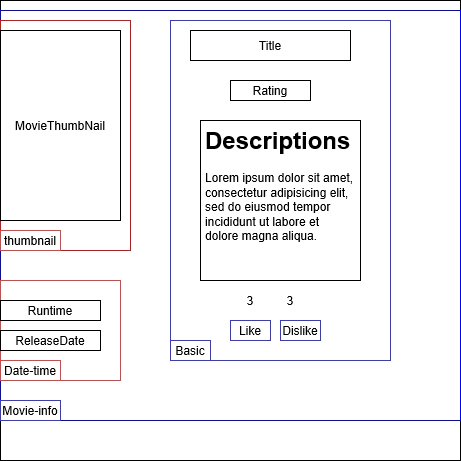 MovieThumbNail
thumbnail
Runtime
ReleaseDate
Date-time
Movie-info
Title
Rating
Descriptions
Lorem ipsum dolor sit amet,
consectetur adipisicing elit,
sed do eiusmod tempor
incididunt ut labore et
dolore magna aliqua.
3 3
Like Dislike
Basic